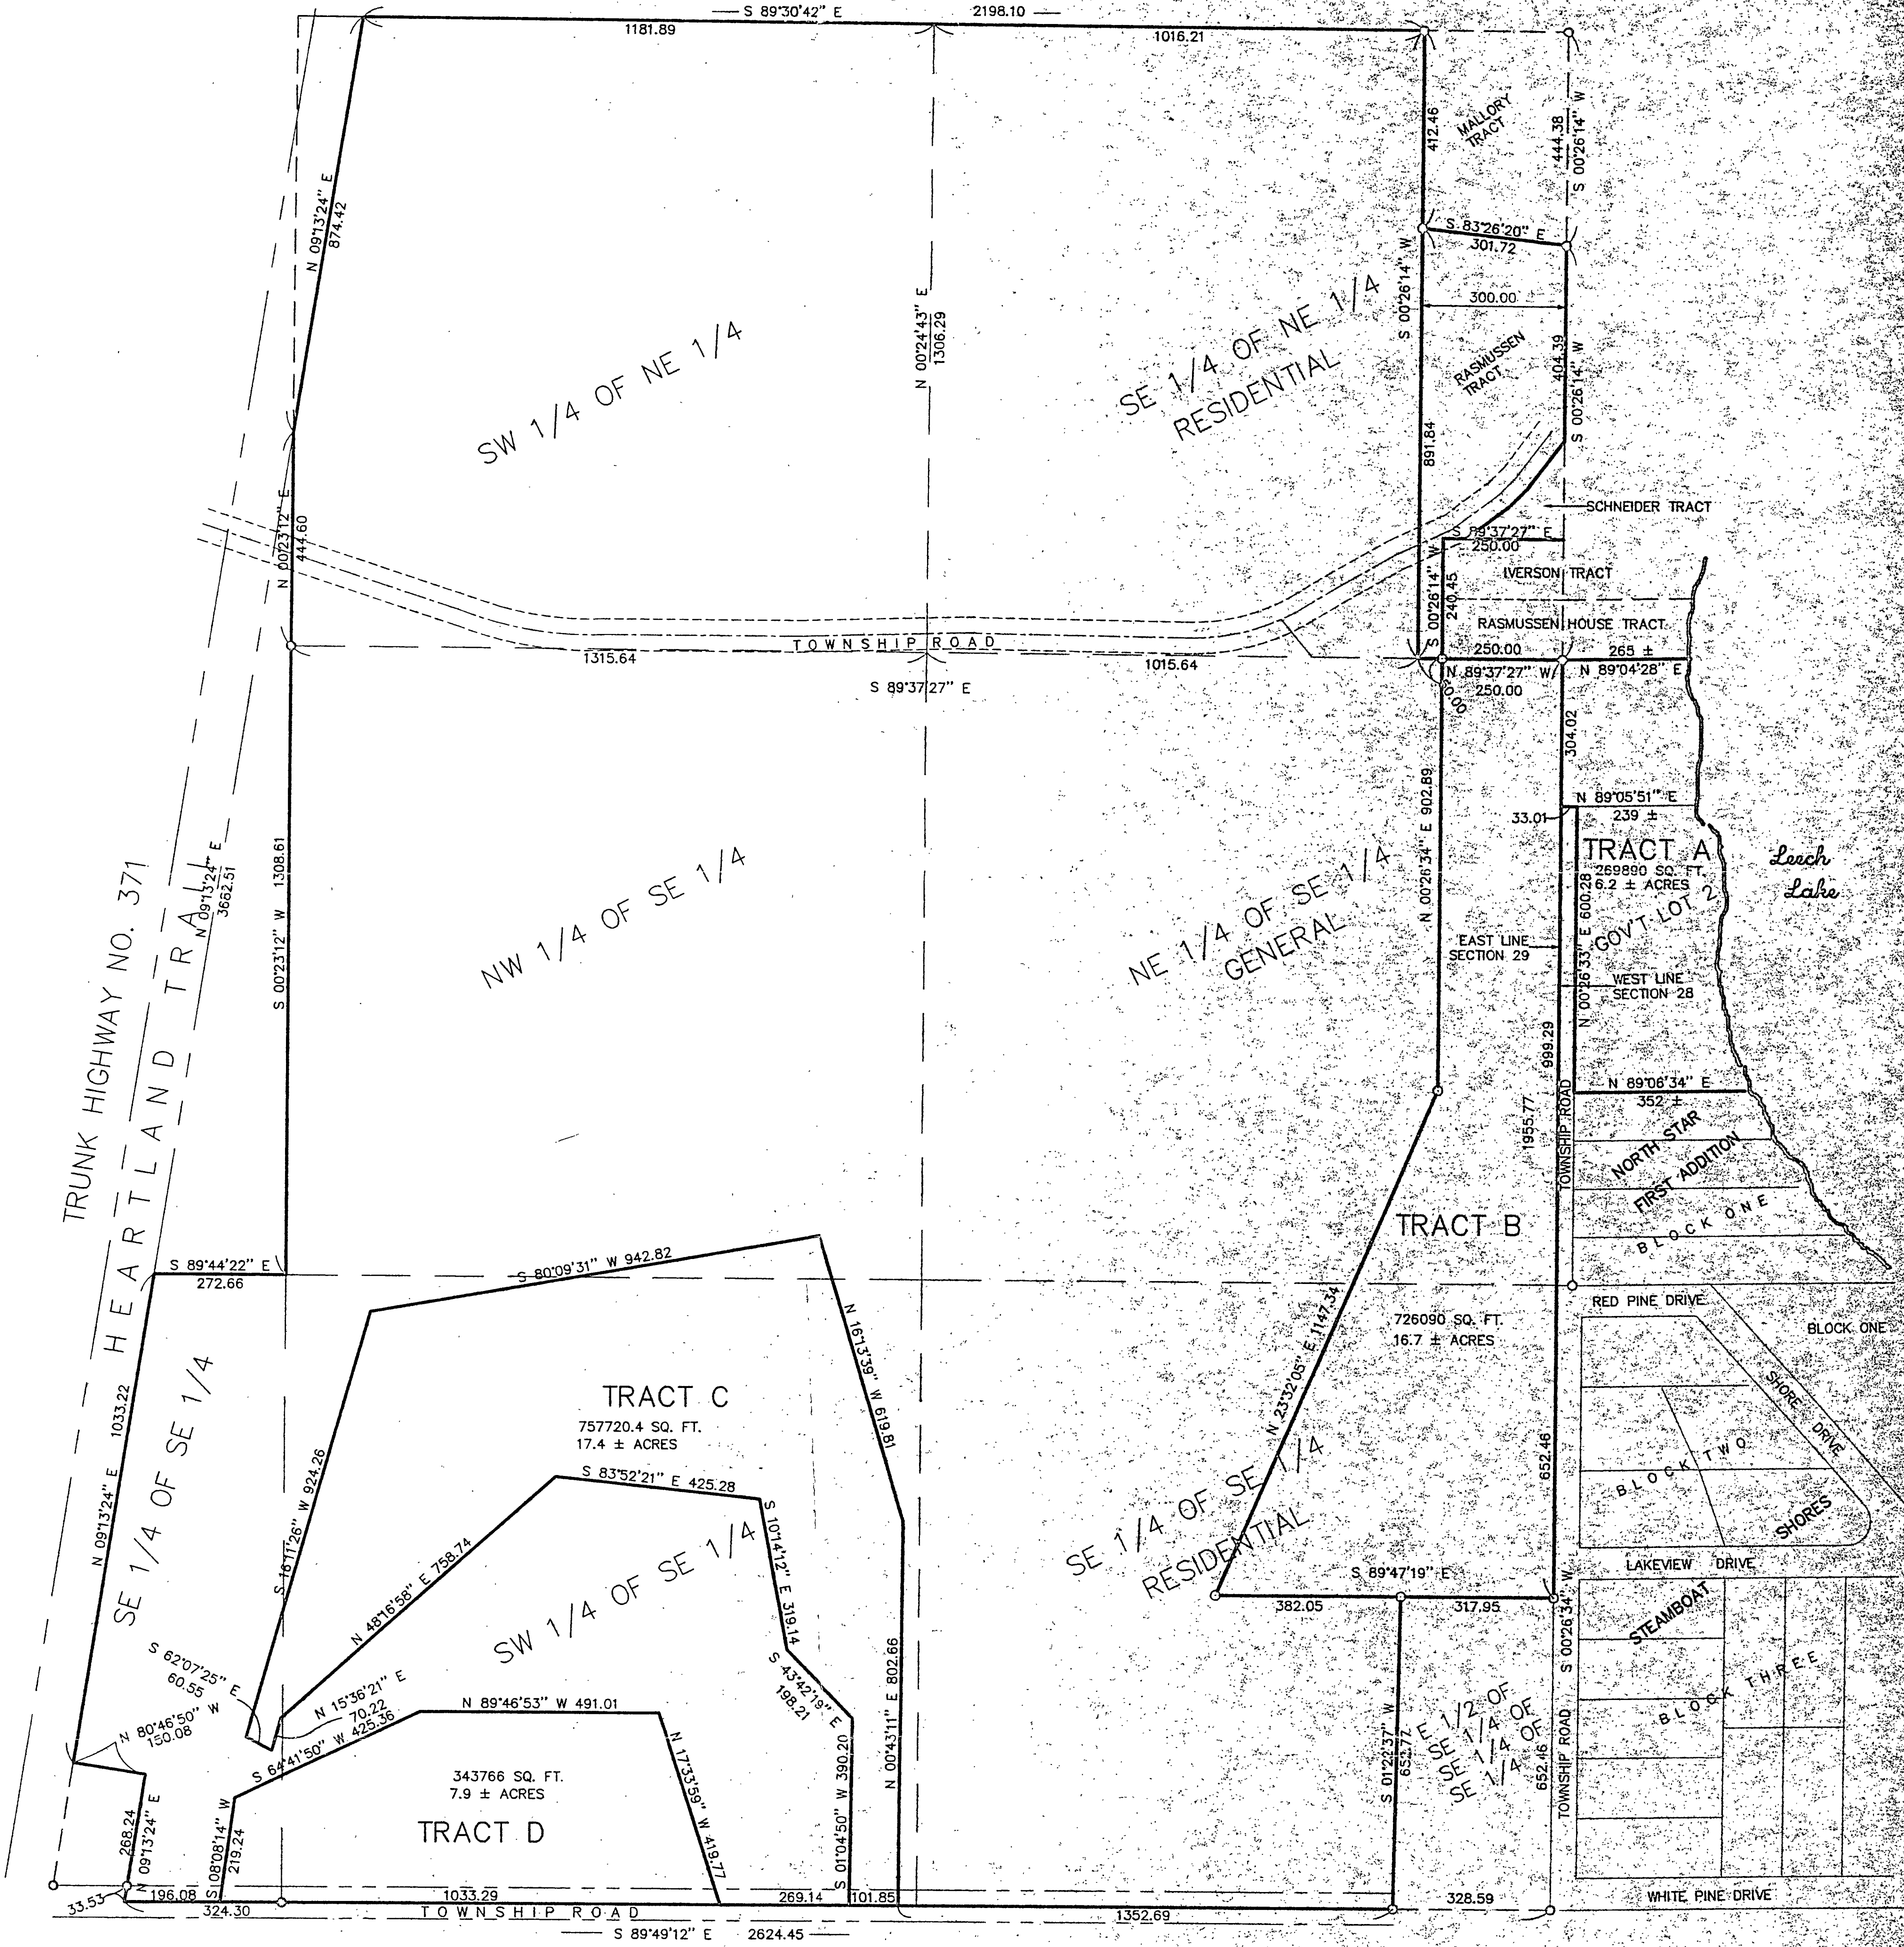 S 89°30'42" E 2198.10
1181.89
1016.21
N 09°13'24" E
874.42
412.46
MALLORY
TRACT
444.38
S 00°26'14" W
S 83°26'20" E
301.72
300.00
S 00°26'14" W
N 00°24'43" E
1306.29
SW 1/4 OF NE 1/4
SE 1/4 OF NE 1/4
RESIDENTIAL
891.84
RASMUSSEN
TRACT
404.39
S 00°26'14" W
N 00°23'12" E
444.60
SCHNEIDER TRACT
S 89°37'27" E
250.00
IVERSON TRACT
S 00°26'14" W
240.45
RASMUSSEN HOUSE TRACT
TOWNSHIP ROAD
1315.64
1015.64
S 89°37'27" E
250.00
265 ±
N 89°37'27" W
250.00
N 89°04'28" E
304.02
N 89°05'51" E
239 ±
33.01
TRACT A
269890 SQ. FT.
6.2 ± ACRES
GOV'T LOT 2
Leech
Lake
N 00°26'34" E 902.89
N 00°26'33" E 600.28
EAST LINE
SECTION 29
WEST LINE
SECTION 28
TRUNK HIGHWAY NO. 371
HEARTLAND TRAIL
N 09°13'24" E
3662.51
S 00°23'12" W 1308.61
NW 1/4 OF SE 1/4
NE 1/4 OF SE 1/4
GENERAL
999.29
1955.77
TOWNSHIP ROAD
N 89°06'34" E
352 ±
NORTH STAR
FIRST ADDITION
BLOCK ONE
TRACT B
726090 SQ. FT.
16.7 ± ACRES
S 89°44'22" E
272.66
S 80°09'31" W 942.82
N 16°13'39" W 619.81
N 23°32'05" E 1147.34
RED PINE DRIVE
BLOCK ONE
SHORE DRIVE
BLOCK TWO
SHORES
LAKEVIEW DRIVE
N 09°13'24" E 1033.22
SE 1/4 OF SE 1/4
S 16°11'26" W 924.26
TRACT C
757720.4 SQ. FT.
17.4 ± ACRES
S 83°52'21" E 425.28
N 48°16'58" E 758.74
S 10°14'12" E 319.14
SW 1/4 OF SE 1/4
SE 1/4 OF SE 1/4
RESIDENTIAL
652.46
S 89°47'19" E
382.05
317.95
S 00°26'34" W
STEAMBOAT
BLOCK THREE
S 62°07'25" E
60.55
N 80°46'50" W
150.08
N 15°36'21" E
70.22
S 64°41'50" W 425.36
N 89°46'53" W 491.01
S 43°42'19" E
198.21
N 17°33'59" W 419.77
S 01°04'50" W 390.20
N 00°43'11" E 802.66
S 01°22'37" W
652.77
E 1/2 OF
SE 1/4 OF
SE 1/4 OF
SE 1/4
652.46
TOWNSHIP ROAD
343766 SQ. FT.
7.9 ± ACRES
TRACT D
268.24
N 09°13'24" E
S 08°08'14" W
219.24
33.53
196.08
324.30
1033.29
269.14
101.85
1352.69
328.59
WHITE PINE DRIVE
TOWNSHIP ROAD
S 89°49'12" E 2624.45